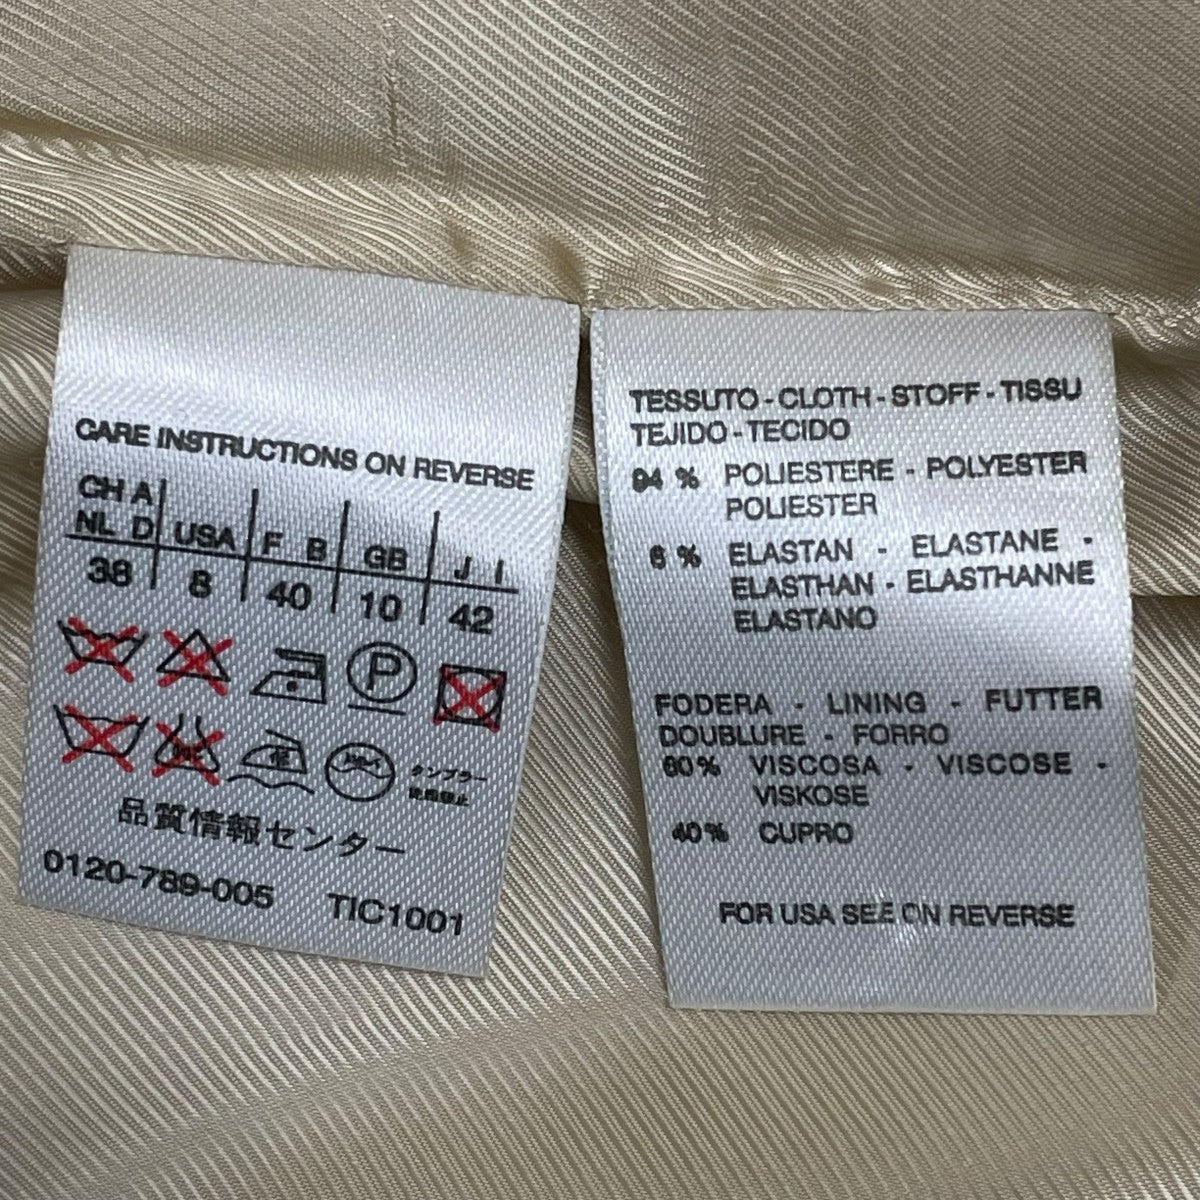 CARE INSTRUCTIONS ON REVERSE
CH A
NL D USA F B GB J I
38 8 40 10 42
P
タンブラー
乾燥禁止
品質情報センター
0120-789-005 TIC1001
TESSUTO - CLOTH - STOFF - TISSU
TEJIDO - TECIDO
94 % POLIESTERE - POLYESTER
POLIESTER
6 % ELASTAN - ELASTANE -
ELASTHAN - ELASTHANNE
ELASTANO
FODERA - LINING - FUTTER
DOUBLURE - FORRO
60% VISCOSA - VISCOSE -
VISKOSE
40% CUPRO
FOR USA SEE ON REVERSE